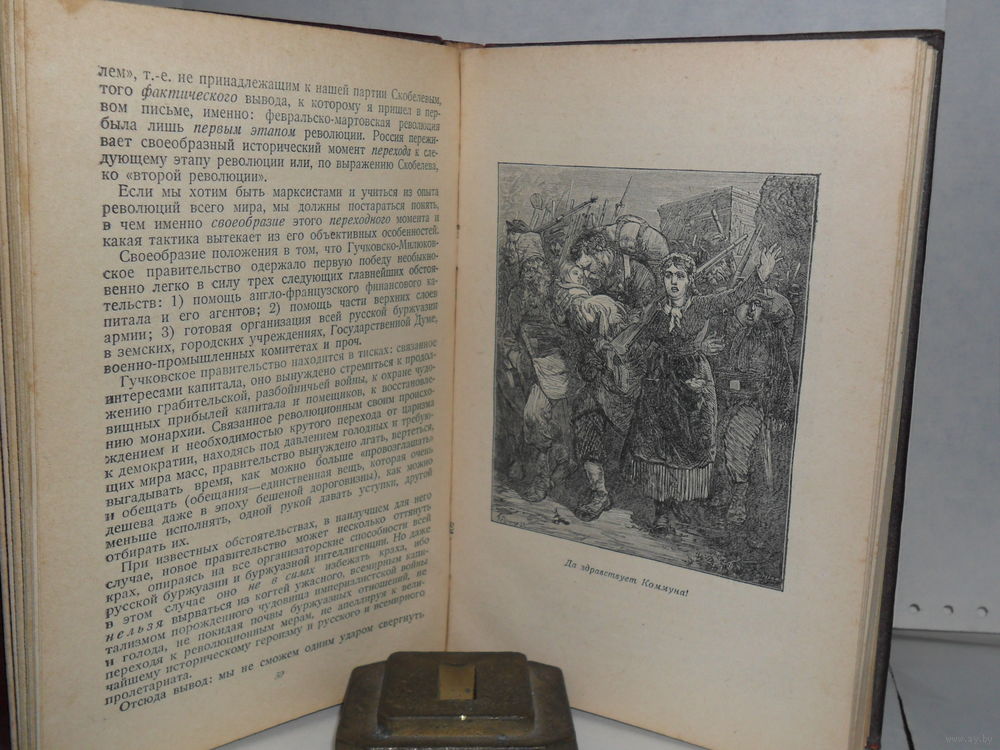 лем», т.-е. не принадлежащим к нашей партии Скобелевым,
того фактического вывода, к которому я пришел в пер-
вом письме, именно: февральско-мартовская революция
была лишь первым этапом революции. Россия пережи-
вает своеобразный исторический момент перехода к сле-
дующему этапу революции или, по выражению Скобелева,
ко «второй революции».
Если мы хотим быть марксистами и учиться из опыта
революций всего мира, мы должны постараться понять,
в чем именно своеобразие этого переходного момента и
какая тактика вытекает из его объективных особенностей.
Своеобразие положения в том, что Гучковско-Милюков-
ское правительство одержало первую победу необыкно-
венно легко в силу трех следующих главнейших обстоя-
тельств: 1) помощь англо-французского финансового ка-
питала и его агентов; 2) помощь части верхних слоев
армии; 3) готовая организация всей русской буржуазии
в земских, городских учреждениях, Государственной Думе,
военно-промышленных комитетах и проч.
Гучковское правительство находится в тисках: связанное
интересами капитала, оно вынуждено стремиться к продол-
жению грабительской, разбойничьей войны, к охране чудо-
вищных прибылей капитала и помещиков, к восстановле-
нию монархии. Связанное революционным своим происхо-
ждением и необходимостью крутого перехода от царизма
к демократии, находясь под давлением голодных и требую-
щих мира масс, правительство вынуждено лгать, вертеться,
выгадывать время, как можно больше «провозглашать»
и обещать (обещания—единственная вещь, которая очень
дешева даже в эпоху бешеной дороговизны), как можно
меньше исполнять, одной рукой давать уступки, другой
отбирать их.
При известных обстоятельствах, в наилучшем для него
случае, новое правительство может несколько оттянуть
крах, опираясь на все организаторские способности всей
русской буржуазии и буржуазной интеллигенции. Но даже
в этом случае оно не в силах избежать краха, ибо
нельзя вырваться из когтей ужасного, всемирным капи-
тализмом порожденного чудовища империалистской войны
и голода, не покидая почвы буржуазных отношений, не
переходя к революционным мерам, не апеллируя к вели-
чайшему историческому героизму и русского и всемирного
пролетариата.
Отсюда вывод: мы не сможем одним ударом свергнуть
Да здравствует Коммуна!
www.ay.by